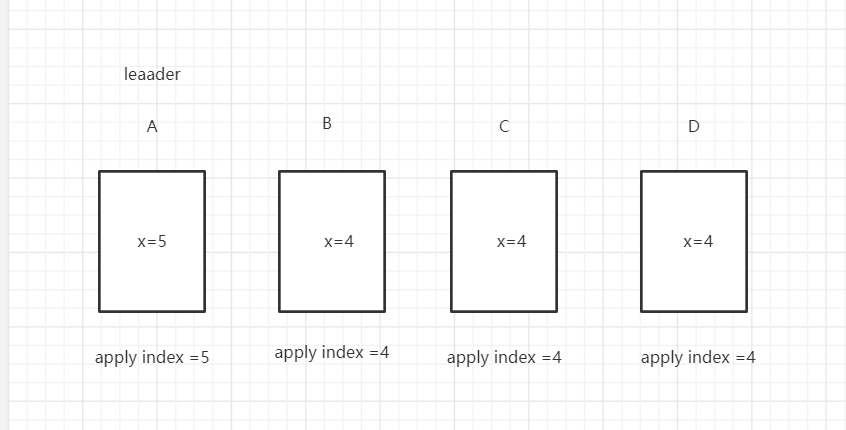 leaader
A
B
C
D
x=5
x=4
x=4
x=4
apply index =5
apply index =4
apply index =4
apply index =4